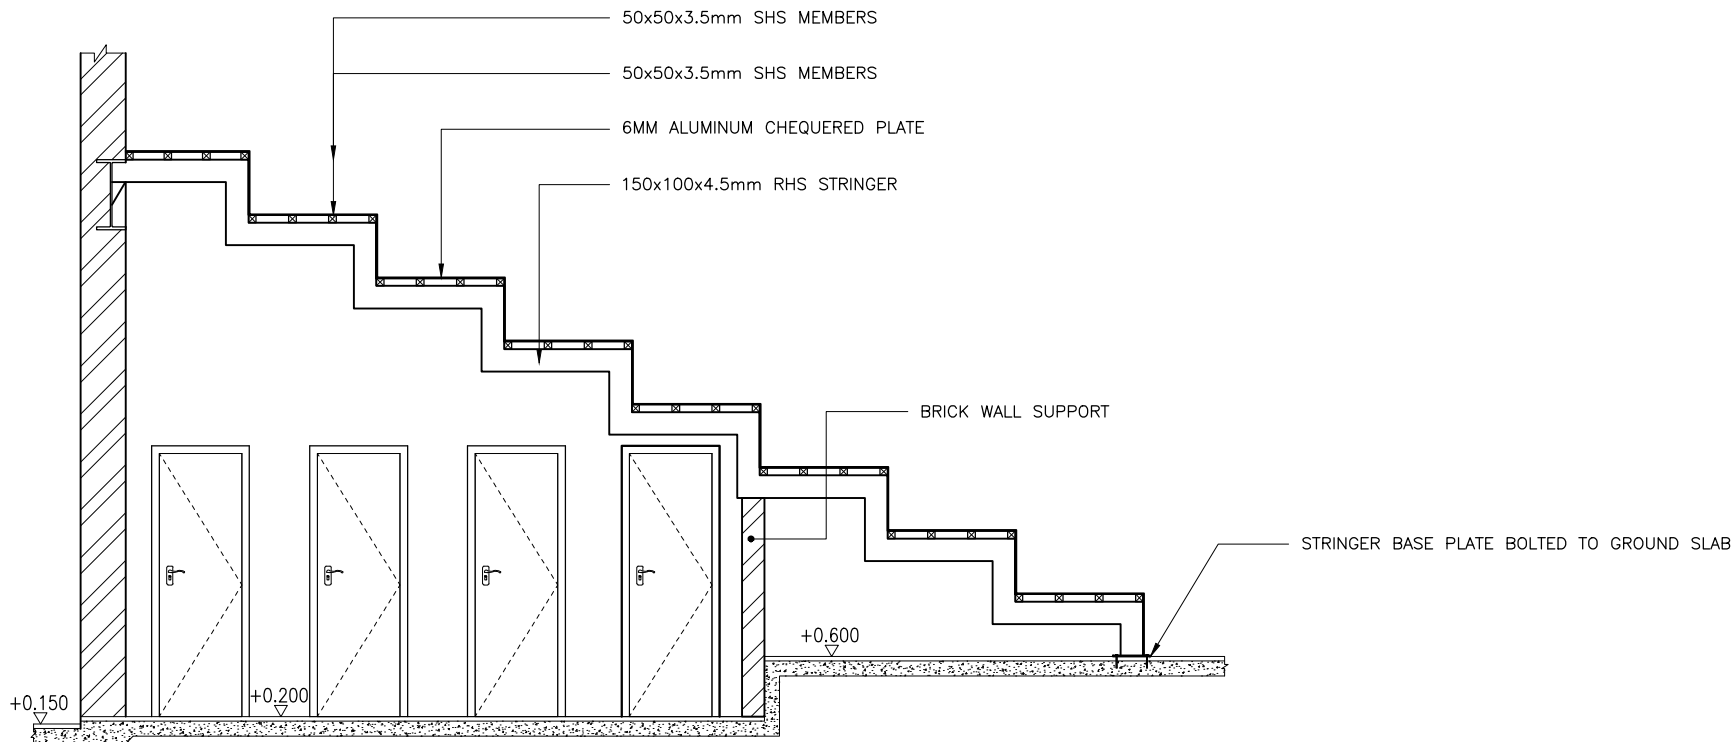 50x50x3.5mm SHS MEMBERS
50x50x3.5mm SHS MEMBERS
6MM ALUMINUM CHEQUERED PLATE
150x100x4.5mm RHS STRINGER
BRICK WALL SUPPORT
STRINGER BASE PLATE BOLTED TO GROUND SLAB
+0.600
+0.200
+0.150